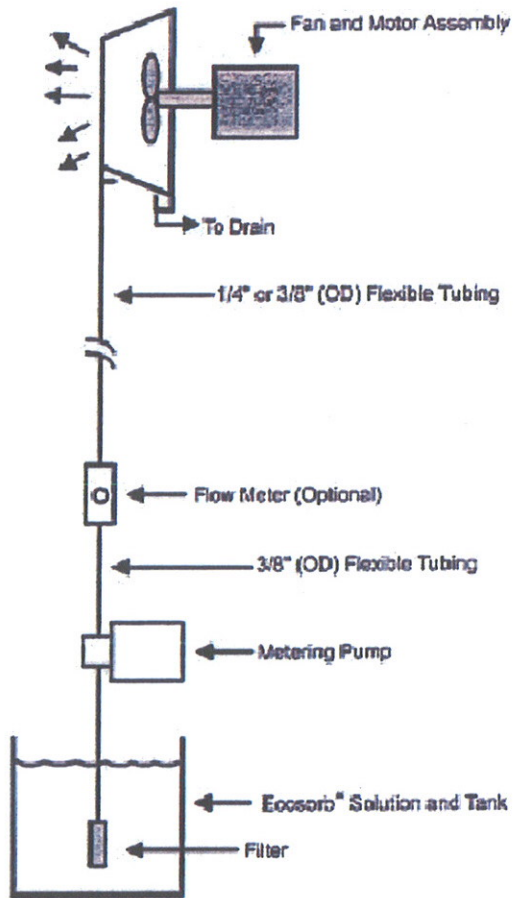 Fan and Motor Assembly
To Drain
1/4" or 3/8" (OD) Flexible Tubing
Flow Meter (Optional)
3/8" (OD) Flexible Tubing
Metering Pump
Ecosorb® Solution and Tank
Filter